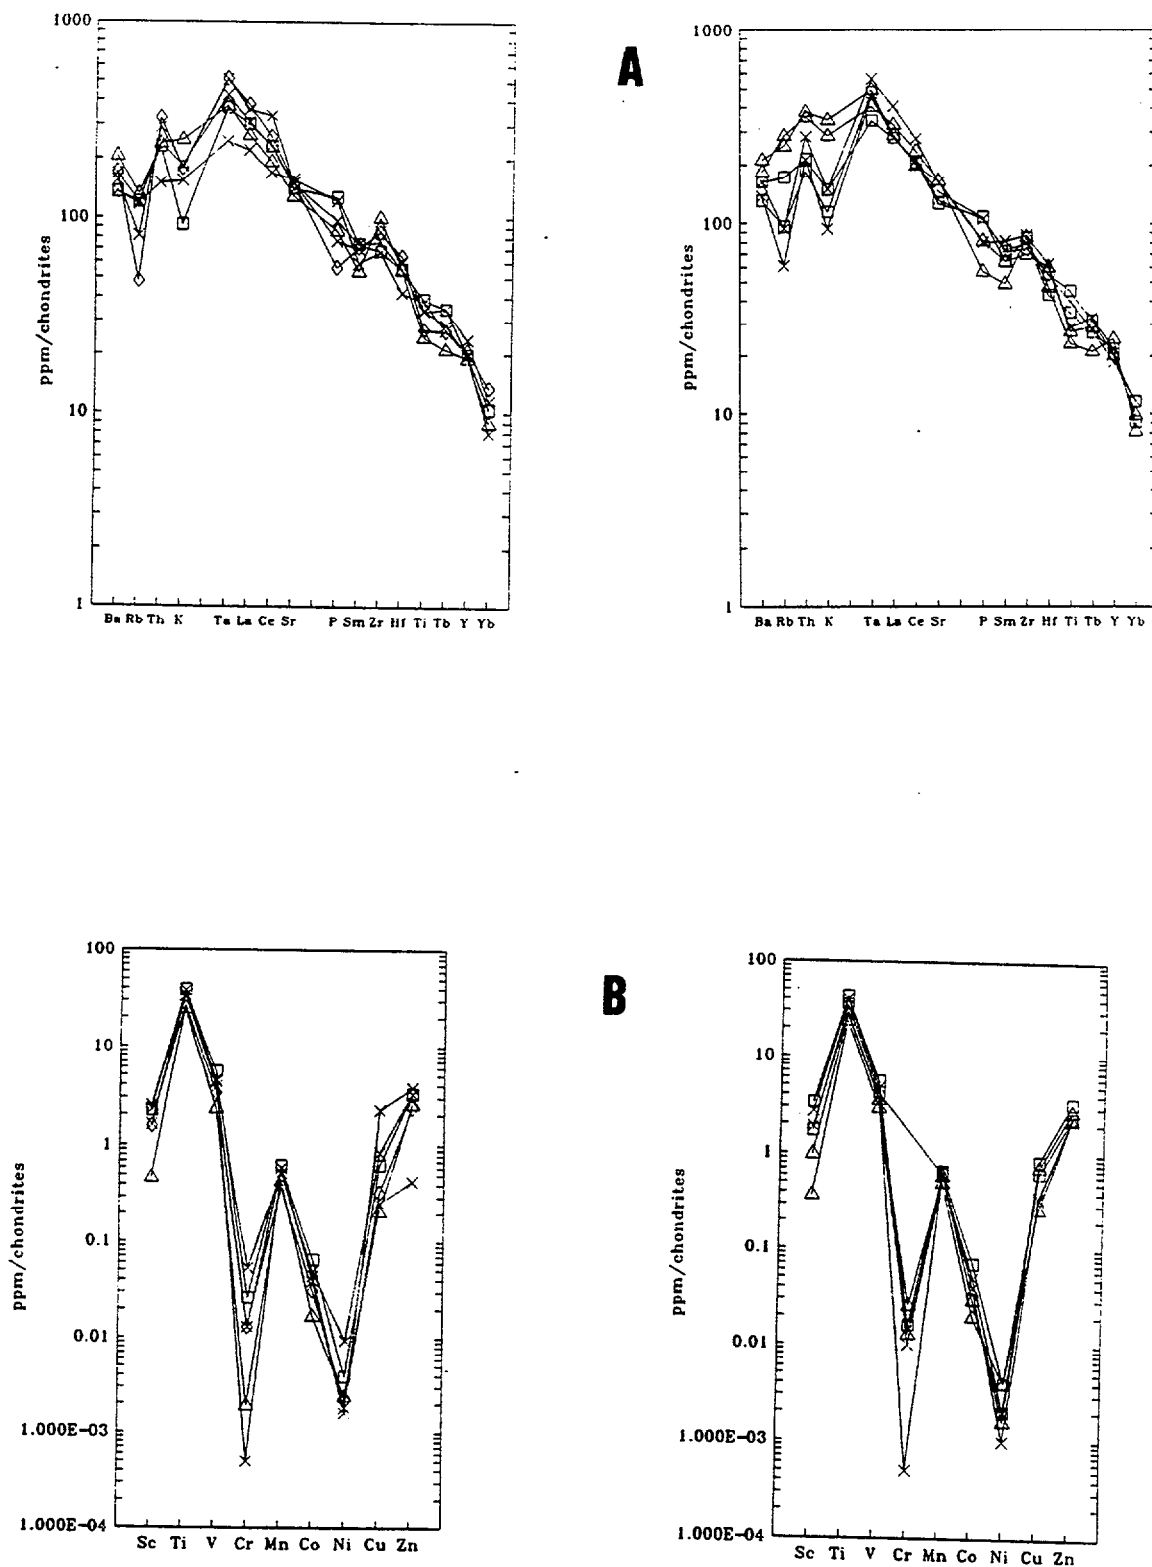 1000
100
10
1
ppm/chondrites
Ba Rb Th K Ta La Ce Sr P Sm Zr Hf Ti Tb Y Yb
A
1000
100
10
1
ppm/chondrites
Ba Rb Th K Ta La Ce Sr P Sm Zr Hf Ti Tb Y Yb
100
10
1
0.1
0.01
1.000E-03
1.000E-04
ppm/chondrites
Sc Ti V Cr Mn Co Ni Cu Zn
B
100
10
1
0.1
0.01
1.000E-03
1.000E-04
ppm/chondrites
Sc Ti V Cr Mn Co Ni Cu Zn